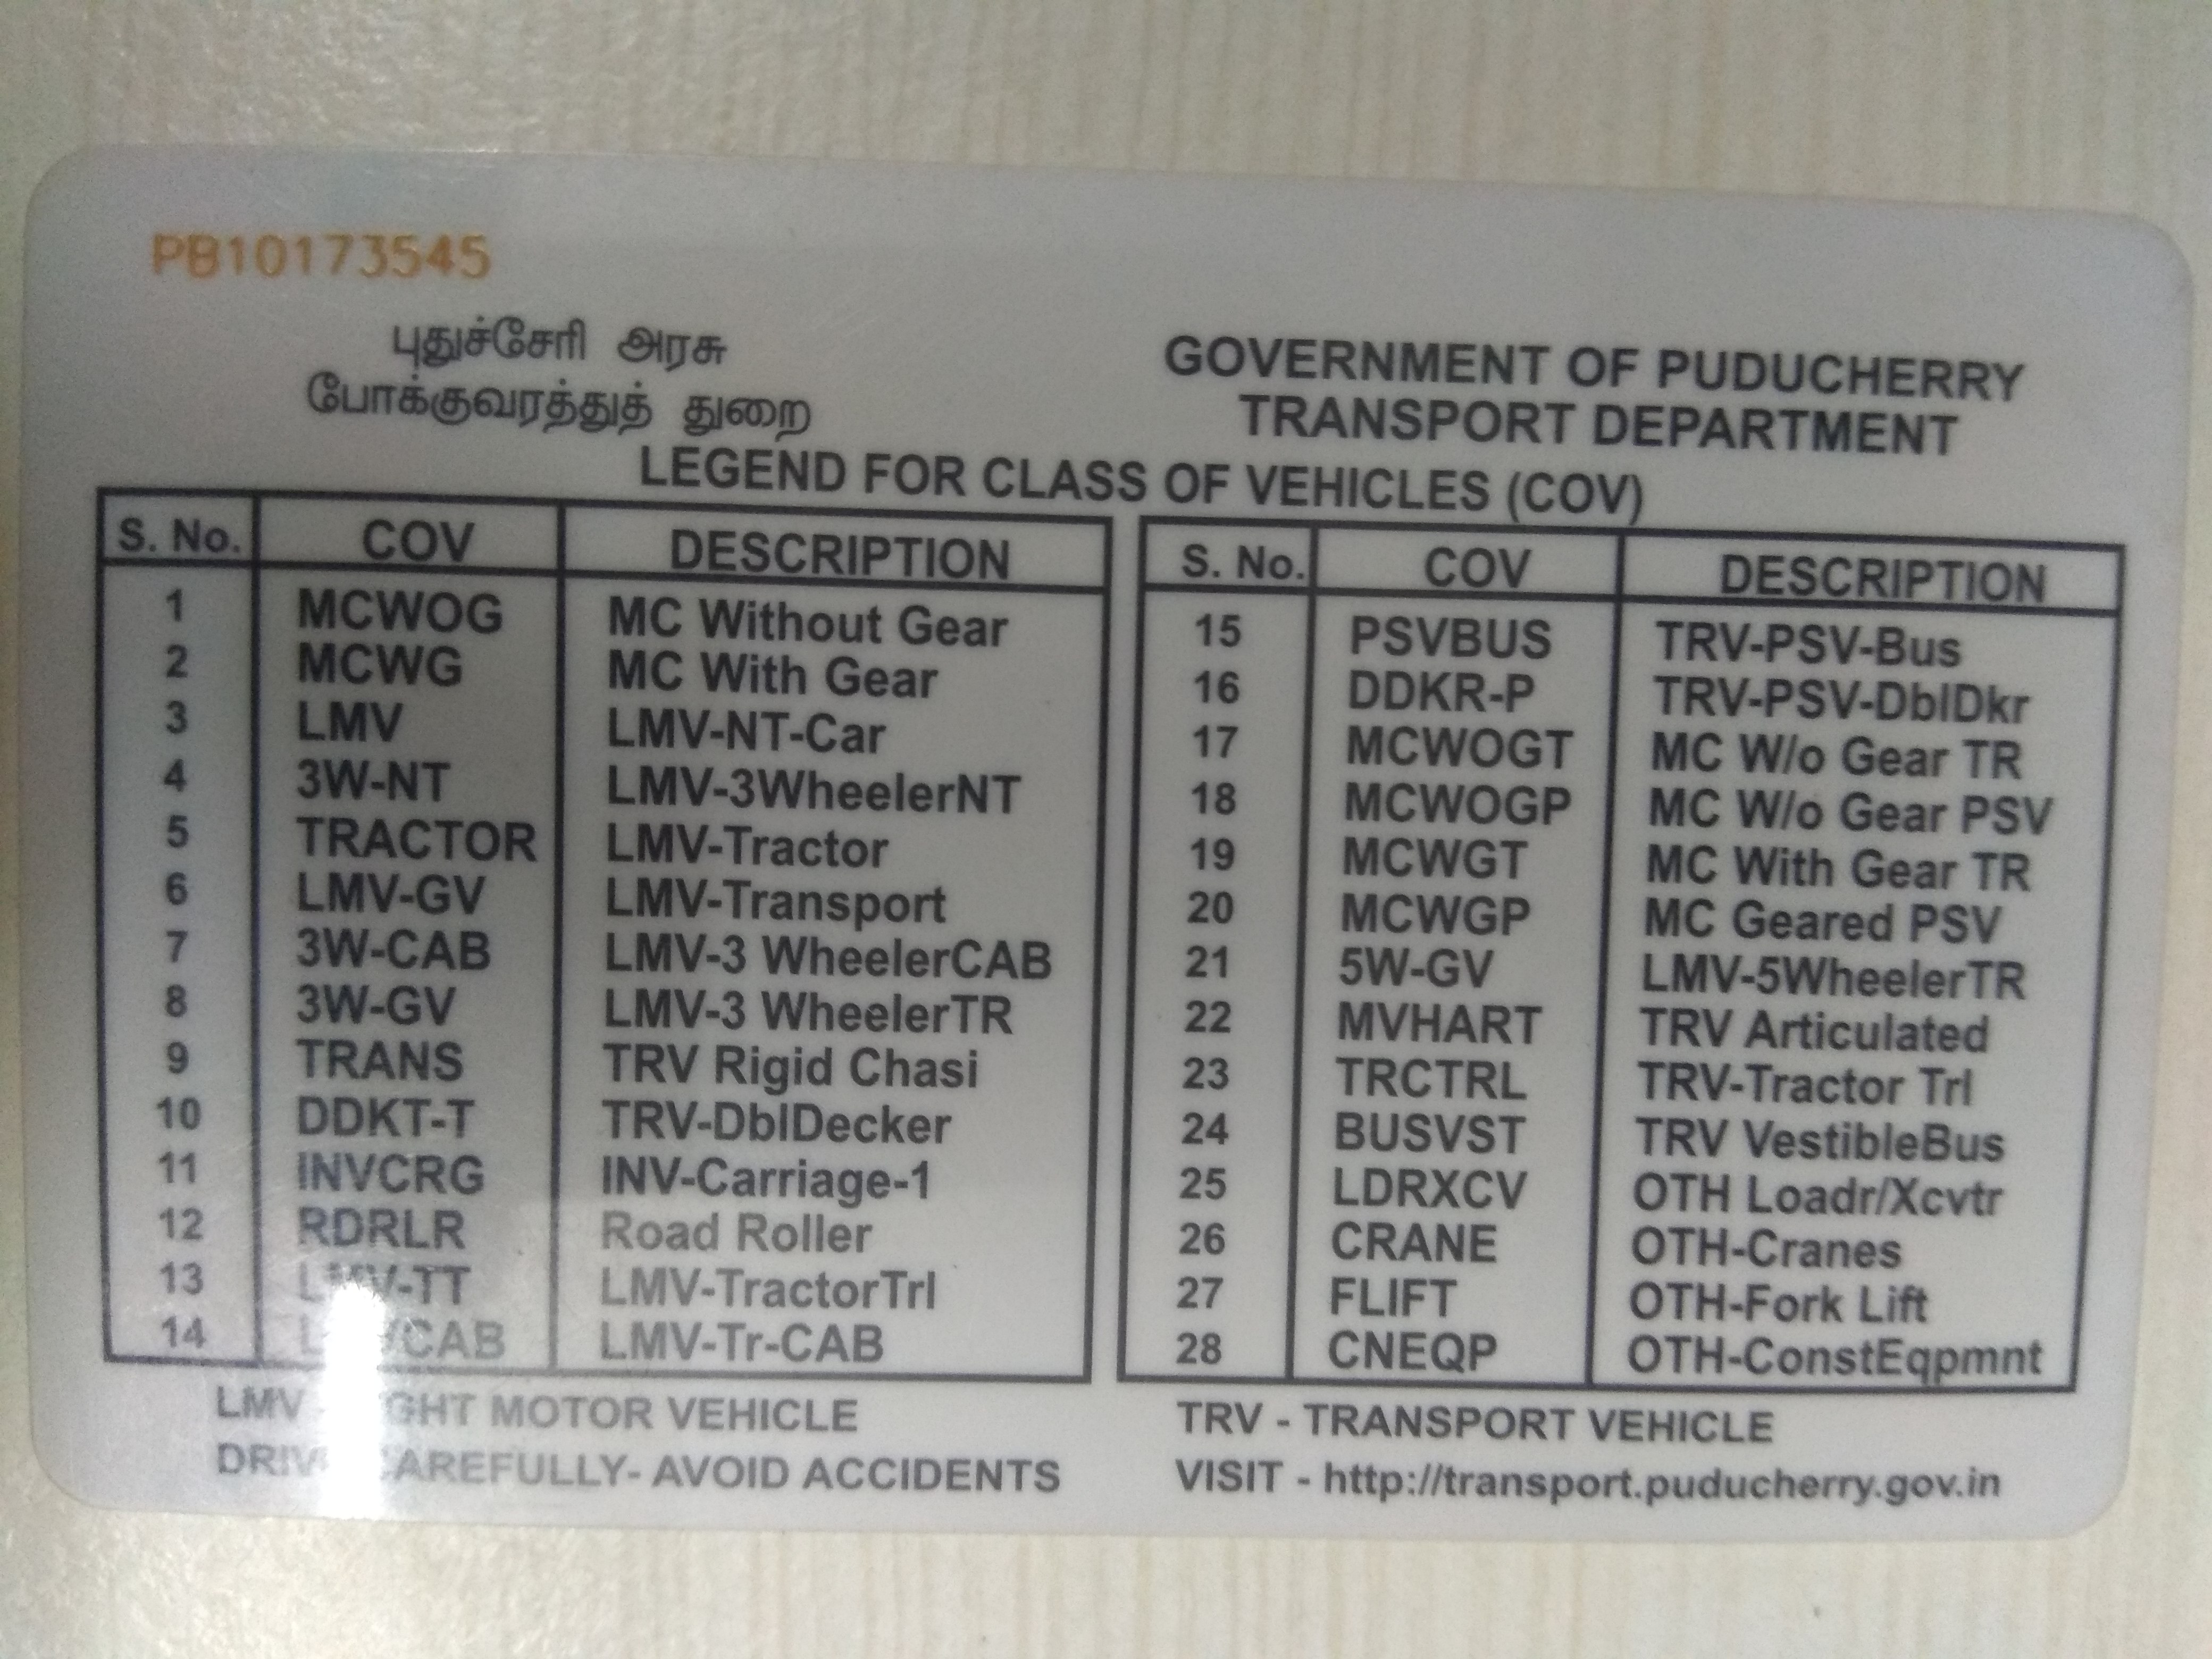 PB10173545
புதுச்சேரி அரசு
போக்குவரத்துத் துறை
GOVERNMENT OF PUDUCHERRY
TRANSPORT DEPARTMENT
LEGEND FOR CLASS OF VEHICLES (COV)
S. No. COV DESCRIPTION
1 MCWOG MC Without Gear
2 MCWG MC With Gear
3 LMV LMV-NT-Car
4 3W-NT LMV-3WheelerNT
5 TRACTOR LMV-Tractor
6 LMV-GV LMV-Transport
7 3W-CAB LMV-3 WheelerCAB
8 3W-GV LMV-3 WheelerTR
9 TRANS TRV Rigid Chasi
10 DDKT-T TRV-DblDecker
11 INVCRG INV-Carriage-1
12 RDRLR Road Roller
13 LMV-TT LMV-TractorTrl
14 LMV-Tr-CAB
S. No. COV DESCRIPTION
15 PSVBUS TRV-PSV-Bus
16 DDKR-P TRV-PSV-DblDkr
17 MCWOGT MC W/o Gear TR
18 MCWOGP MC W/o Gear PSV
19 MCWGT MC With Gear TR
20 MCWGP MC Geared PSV
21 5W-GV LMV-5WheelerTR
22 MVHART TRV Articulated
23 TRCTRL TRV-Tractor Trl
24 BUSVST TRV VestibleBus
25 LDRXCV OTH Loadr/Xcvtr
26 CRANE OTH-Cranes
27 FLIFT OTH-Fork Lift
28 CNEQP OTH-ConstEqpmnt
LMV - LIGHT MOTOR VEHICLE
DRIVE CAREFULLY- AVOID ACCIDENTS
TRV - TRANSPORT VEHICLE
VISIT - http://transport.puducherry.gov.in